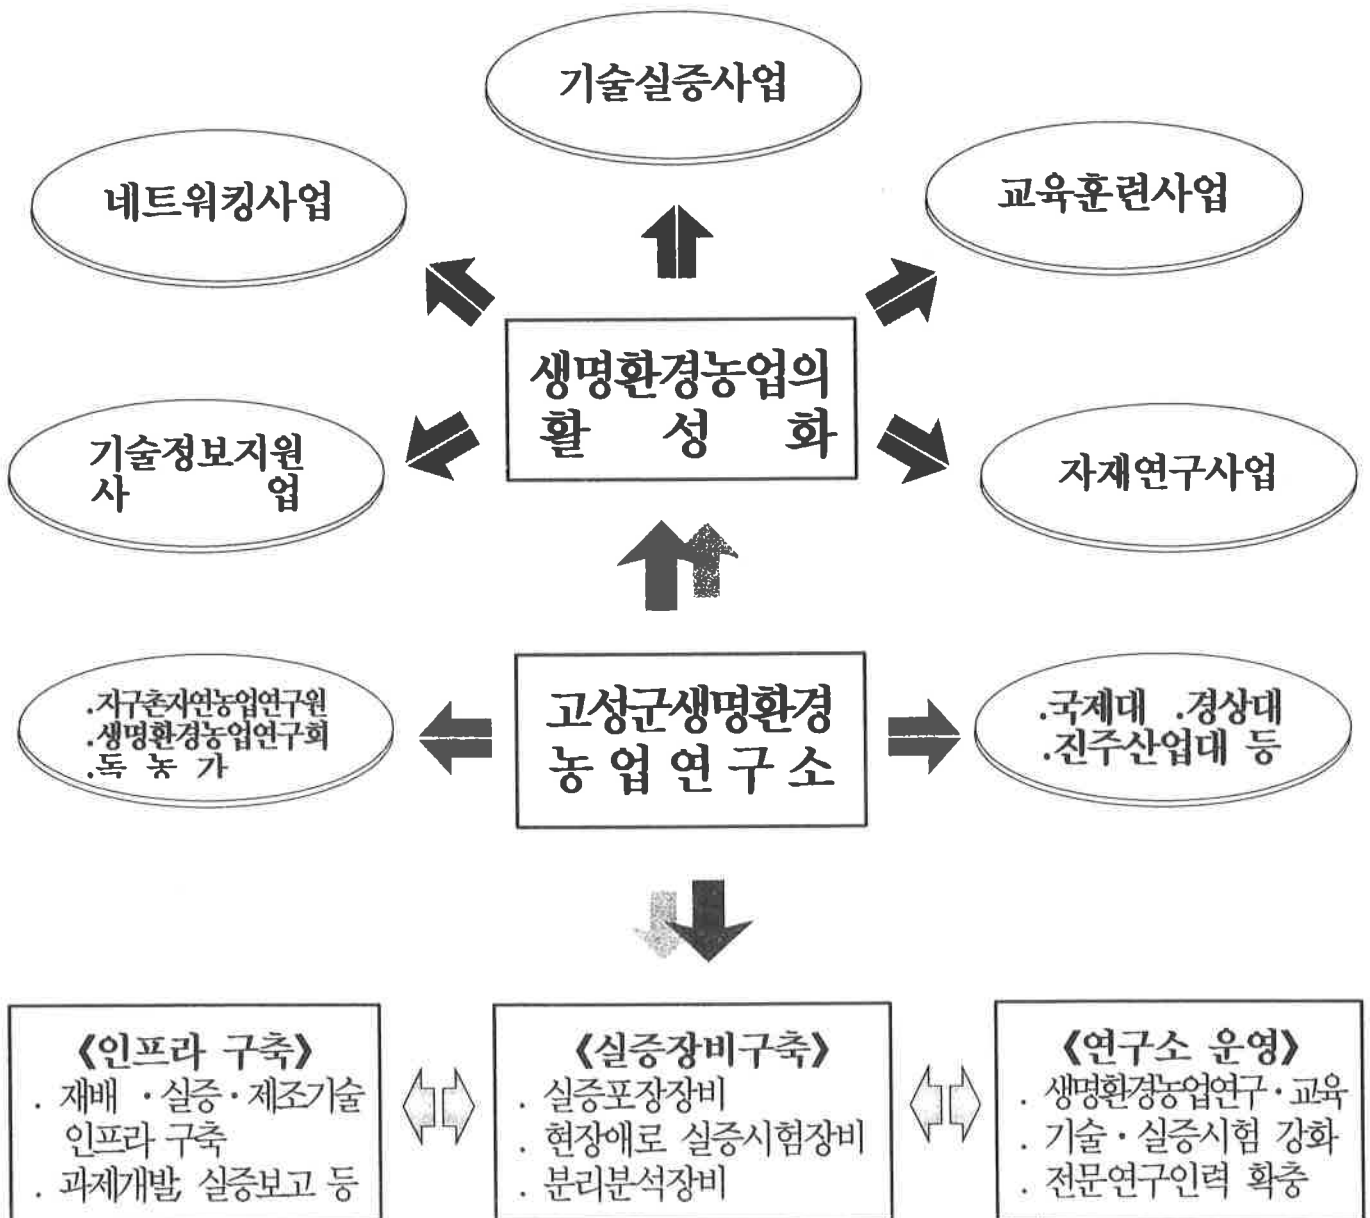 기술실증사업
네트워킹사업
교육훈련사업
생명환경농업의
활 성 화
기술정보지원
사 업
자재연구사업
.지구촌자연농업연구원
.생명환경농업연구회
.독 농 가
고성군생명환경
농업연구소
.국제대 .경상대
.진주산업대 등
《인프라 구축》
. 재배 · 실증 · 제조기술
인프라 구축
. 과제개발, 실증보고 등
《실증장비구축》
. 실증포장장비
. 현장애로 실증시험장비
. 분리분석장비
《연구소 운영》
. 생명환경농업연구 · 교육
. 기술 · 실증시험 강화
. 전문연구인력 확충